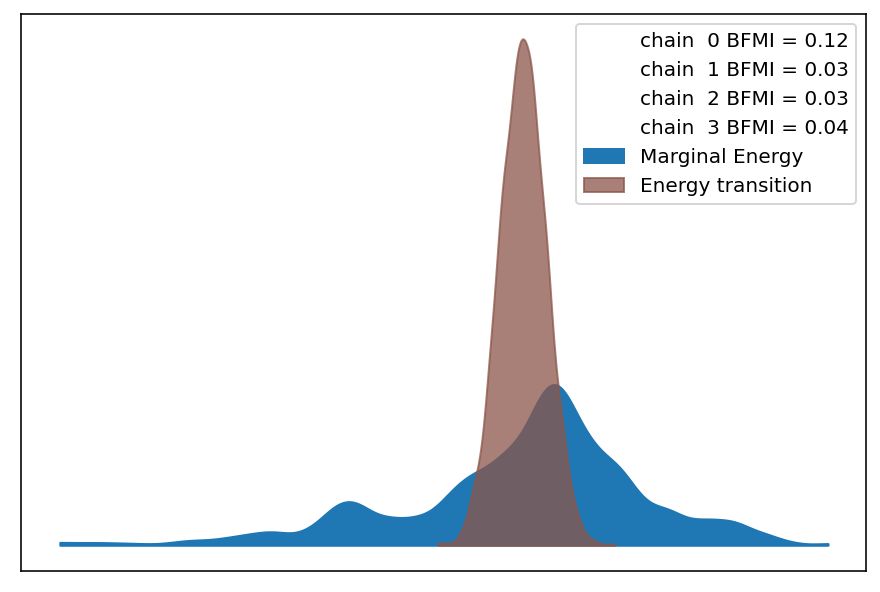 chain  0 BFMI = 0.12
chain  1 BFMI = 0.03
chain  2 BFMI = 0.03
chain  3 BFMI = 0.04
Marginal Energy
Energy transition